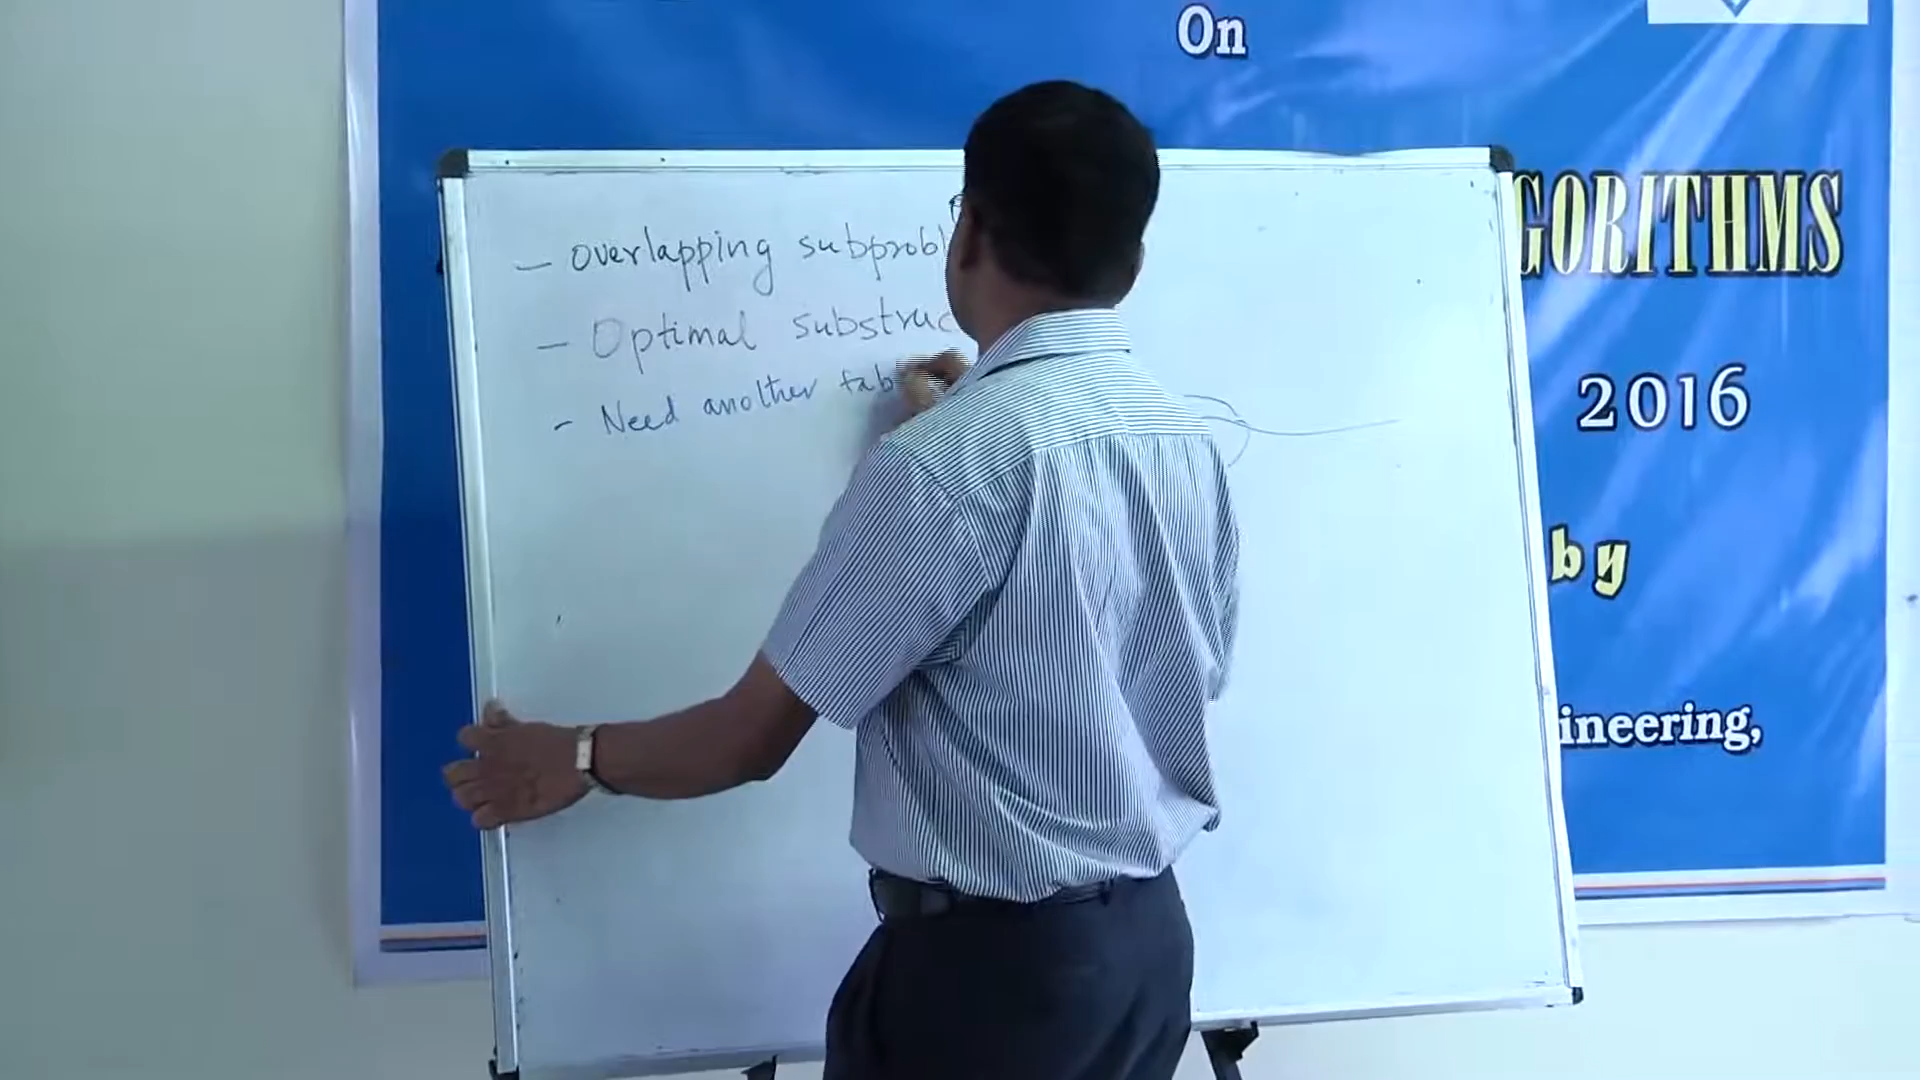 On
GORITHMS
2016
by
ineering,
— overlapping subprobl
— Optimal substruc
- Need another tab